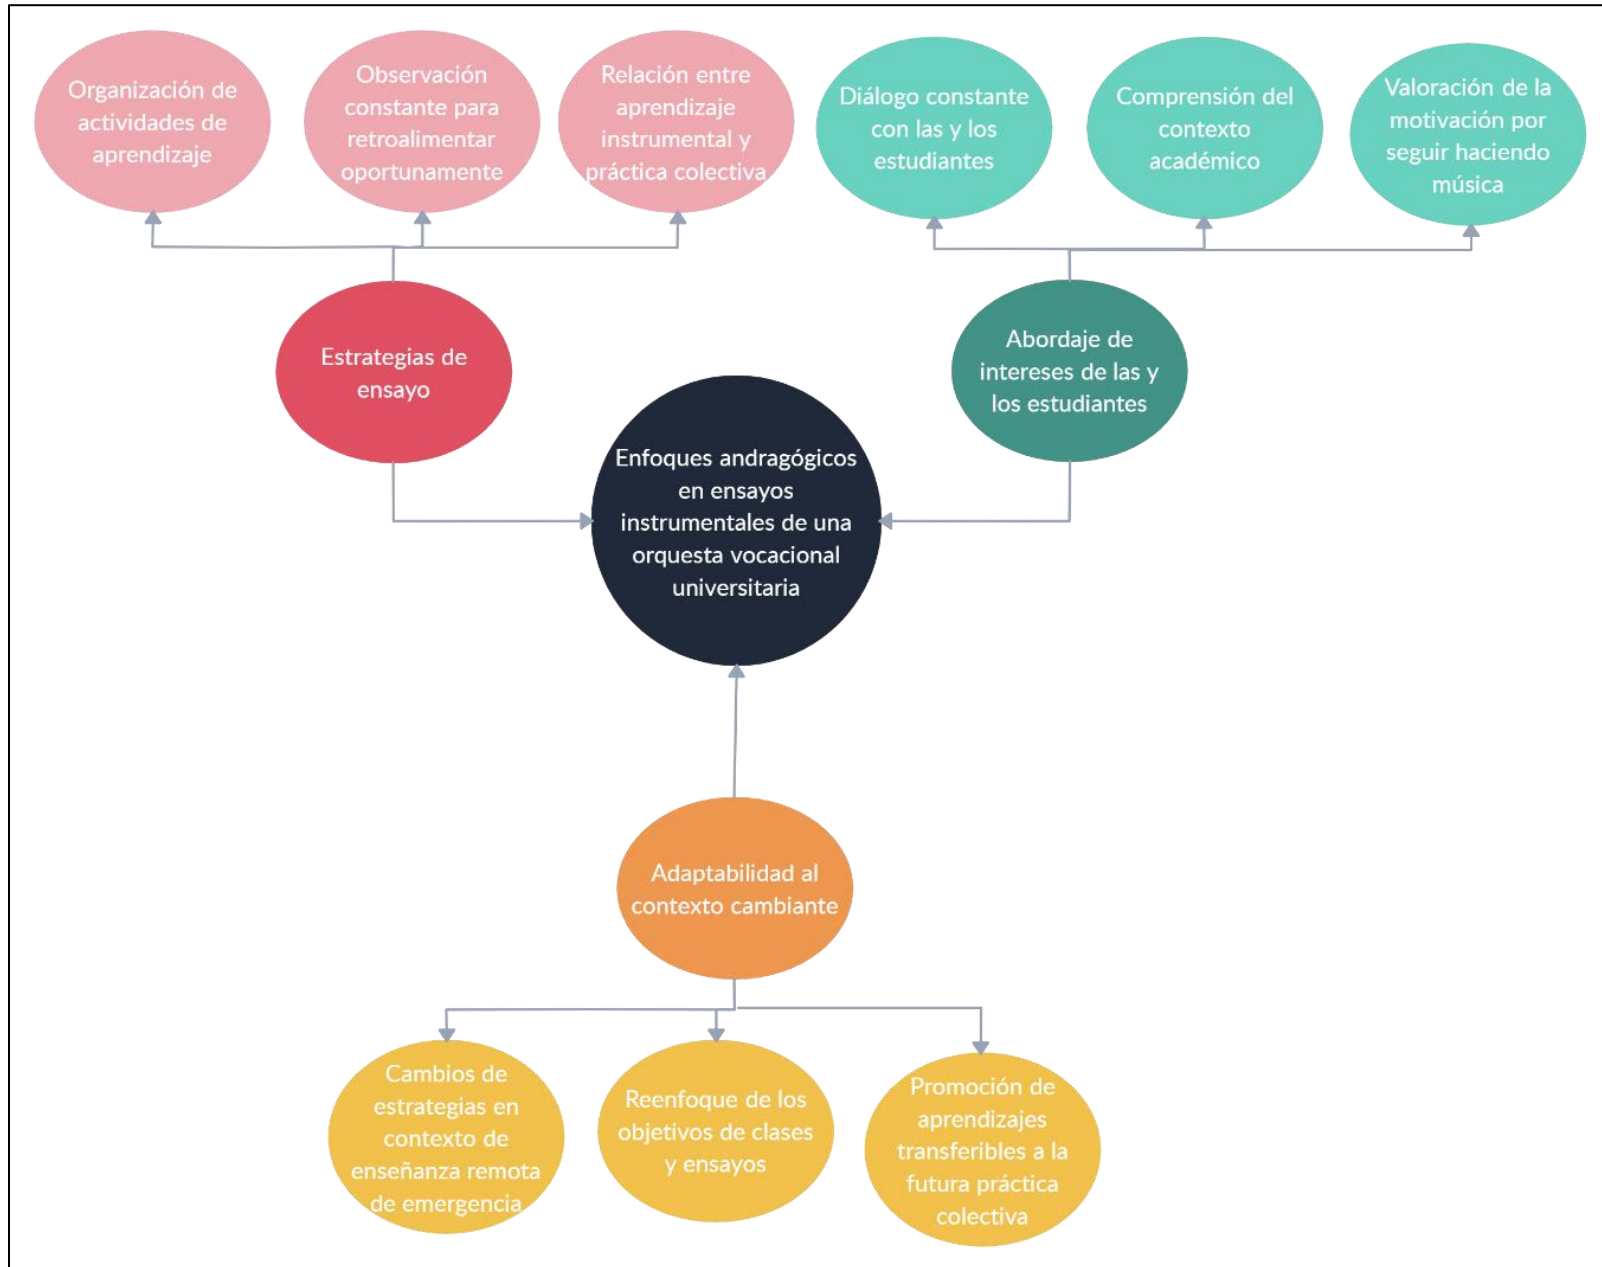 Organización de
actividades de
aprendizaje
Observación
constante para
retroalimentar
oportunamente
Relación entre
aprendizaje
instrumental y
práctica colectiva
Diálogo constante
con las y los
estudiantes
Comprensión del
contexto
académico
Valoración de la
motivación por
seguir haciendo
música
Estrategias de
ensayo
Abordaje de
intereses de las y
los estudiantes
Enfoques andragógicos
en ensayos
instrumentales de una
orquesta vocacional
universitaria
Adaptabilidad al
contexto cambiante
Cambios de
estrategias en
contexto de
enseñanza remota
de emergencia
Reenfoque de los
objetivos de clases
y ensayos
Promoción de
aprendizajes
transferibles a la
futura práctica
colectiva